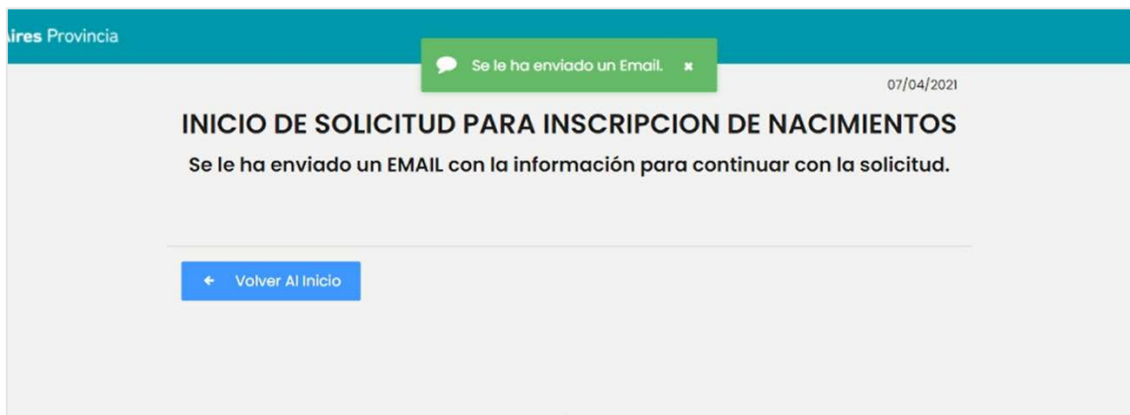 ires Provincia
Se le ha enviado un Email. ×
07/04/2021
INICIO DE SOLICITUD PARA INSCRIPCION DE NACIMIENTOS
Se le ha enviado un EMAIL con la información para continuar con la solicitud.
← Volver Al Inicio